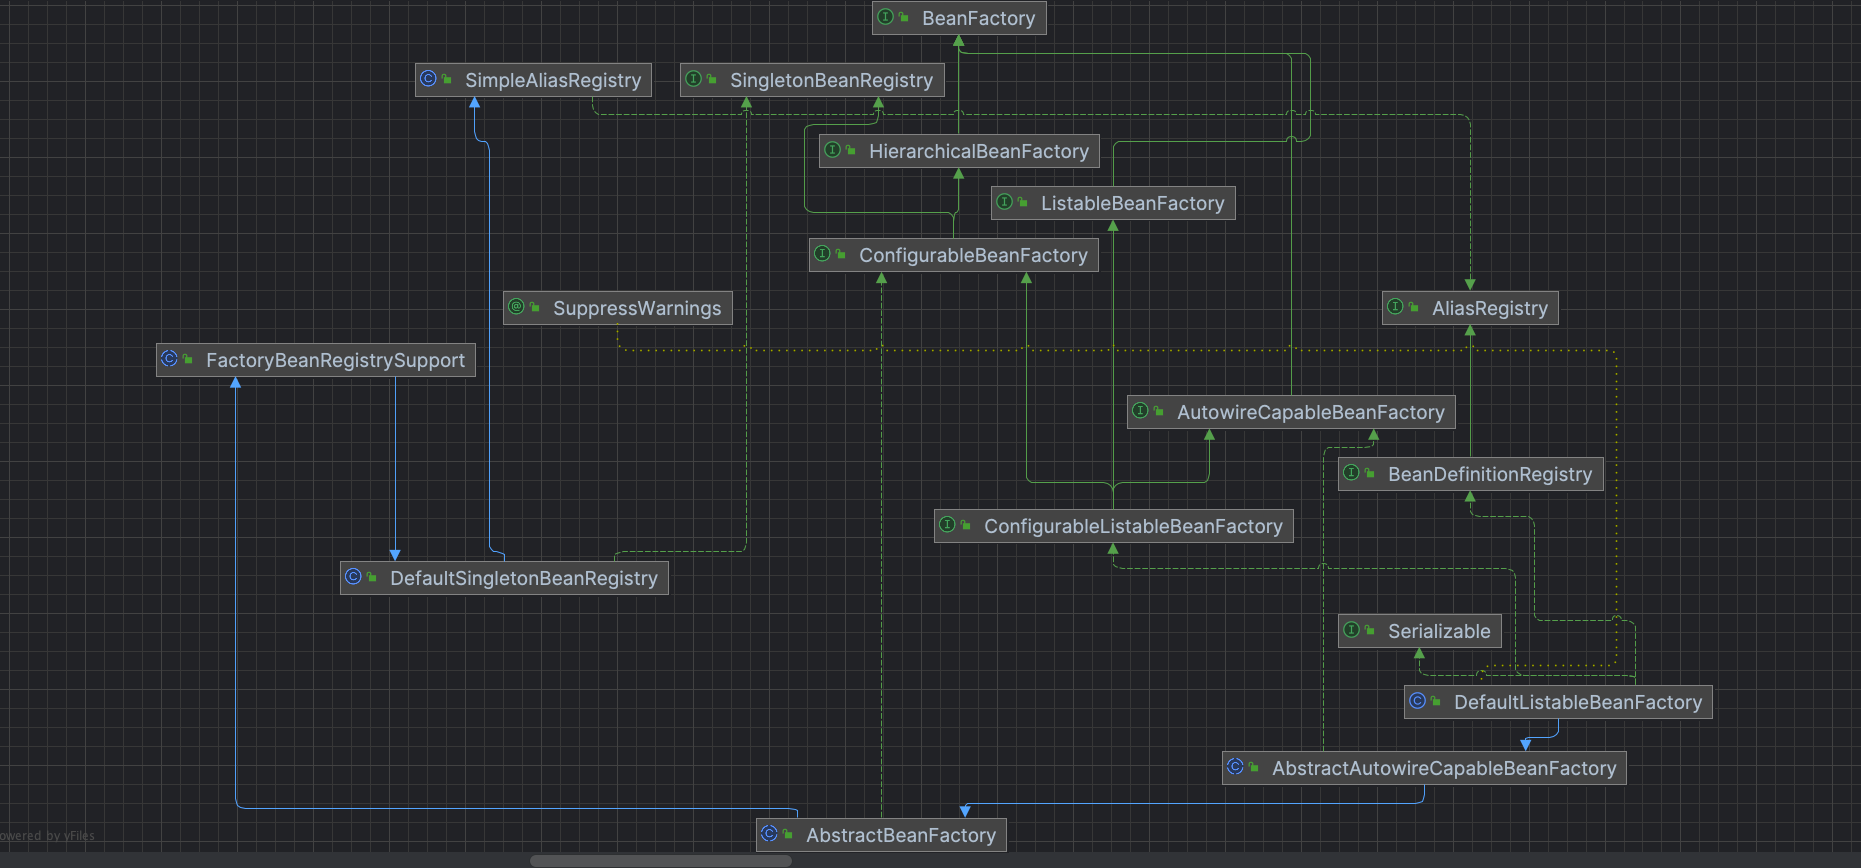 BeanFactory
SimpleAliasRegistry
SingletonBeanRegistry
HierarchicalBeanFactory
ListableBeanFactory
ConfigurableBeanFactory
SuppressWarnings
AliasRegistry
FactoryBeanRegistrySupport
AutowireCapableBeanFactory
BeanDefinitionRegistry
ConfigurableListableBeanFactory
DefaultSingletonBeanRegistry
Serializable
DefaultListableBeanFactory
AbstractAutowireCapableBeanFactory
AbstractBeanFactory
owered by yFiles